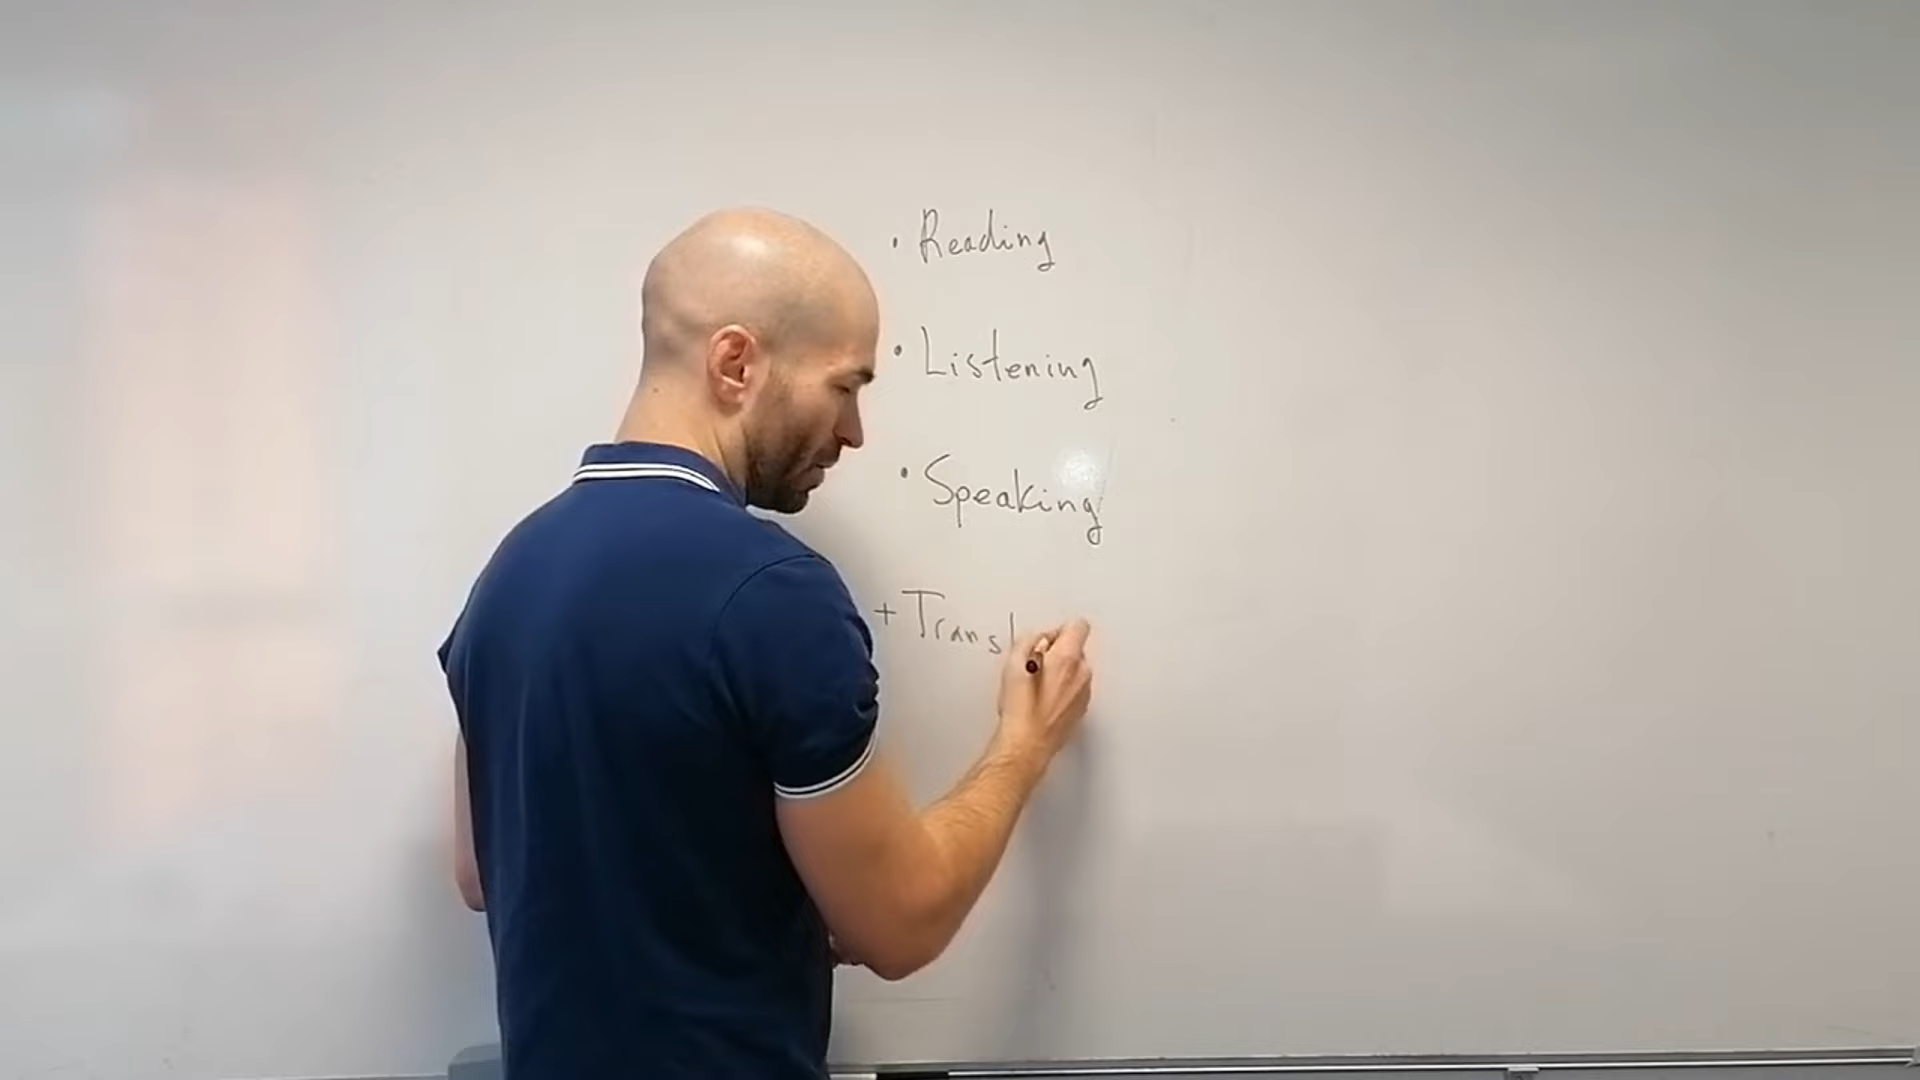 • Reading
• Listening
• Speaking
+ Transl